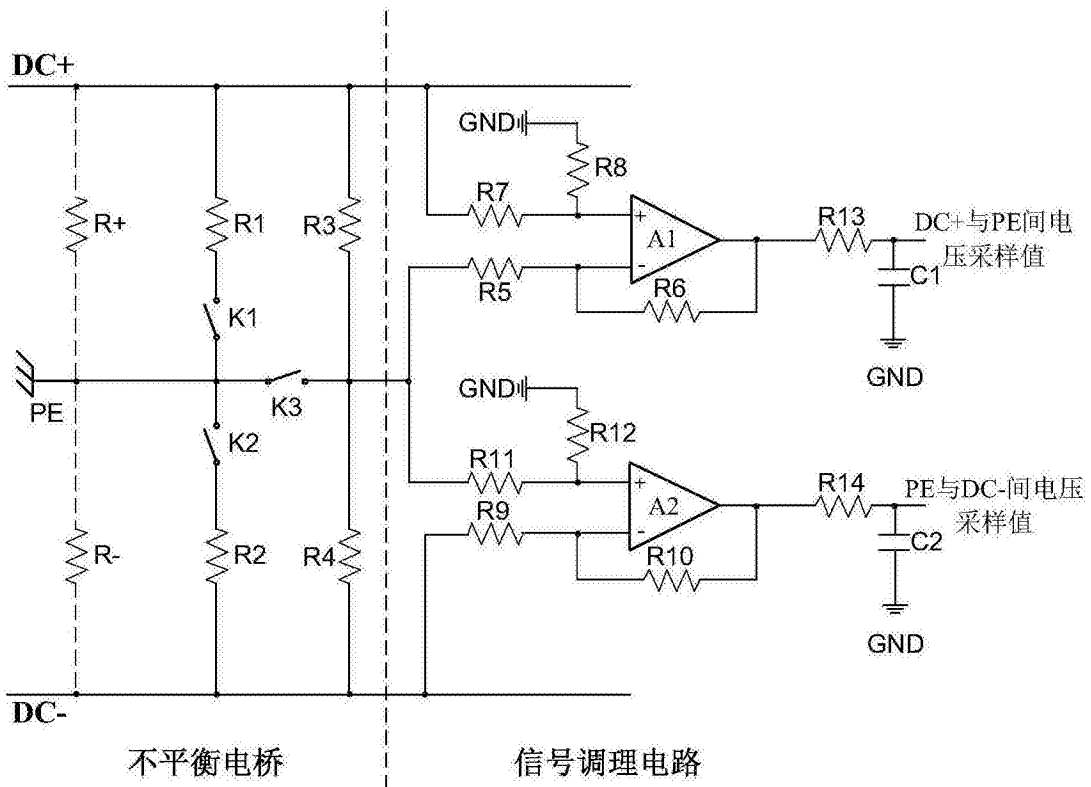 DC+
GND
R8
R7
R+
R1
R3
A1
+
-
R13
DC+与PE间电
压采样值
R5
R6
C1
K1
GND
PE
K3
GND
K2
R12
R11
+
A2
-
R14
PE与DC-间电压
采样值
R9
R-
R2
R4
R10
C2
GND
DC-
不平衡电桥
信号调理电路